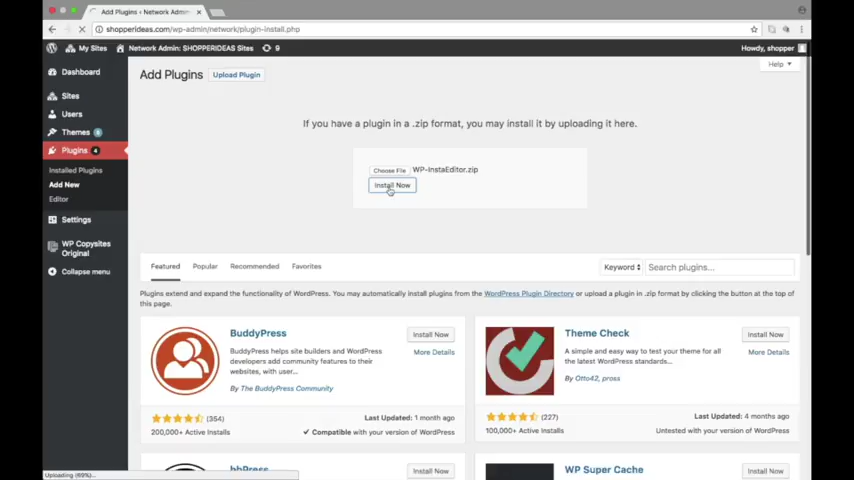 Add Plugins ‹ Network Admin:
shopperideas.com/wp-admin/network/plugin-install.php
My Sites
Network Admin: SHOPPERIDEAS Sites
9
Howdy, shopper
Help
Dashboard
Sites
Users
Themes 6
Plugins 4
Installed Plugins
Add New
Editor
Settings
WP Copysites
Original
Collapse menu
Add Plugins
Upload Plugin
If you have a plugin in a .zip format, you may install it by uploading it here.
Choose File WP-InstaEditor.zip
Install Now
Featured
Popular
Recommended
Favorites
Keyword
Search plugins...
Plugins extend and expand the functionality of WordPress. You may automatically install plugins from the WordPress Plugin Directory or upload a plugin in .zip format by clicking the button at the top of
this page.
BuddyPress
Install Now
More Details
BuddyPress helps site builders and WordPress
developers add community features to their
websites, with user...
By The BuddyPress Community
(354)
200,000+ Active Installs
Last Updated: 1 month ago
Compatible with your version of WordPress
Theme Check
Install Now
More Details
A simple and easy way to test your theme for all
the latest WordPress standards...
By Otto42, pross
(227)
100,000+ Active Installs
Last Updated: 4 months ago
Untested with your version of WordPress
bbPress
Install Now
WP Super Cache
Install Now
Uploading (69%)...